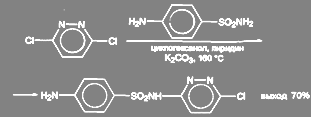 N N
Cl Cl
H₂N SO₂NH₂
циклогексанол, пиридин
K₂CO₃, 160 °C
H₂N SO₂NH N N Cl выход 70%